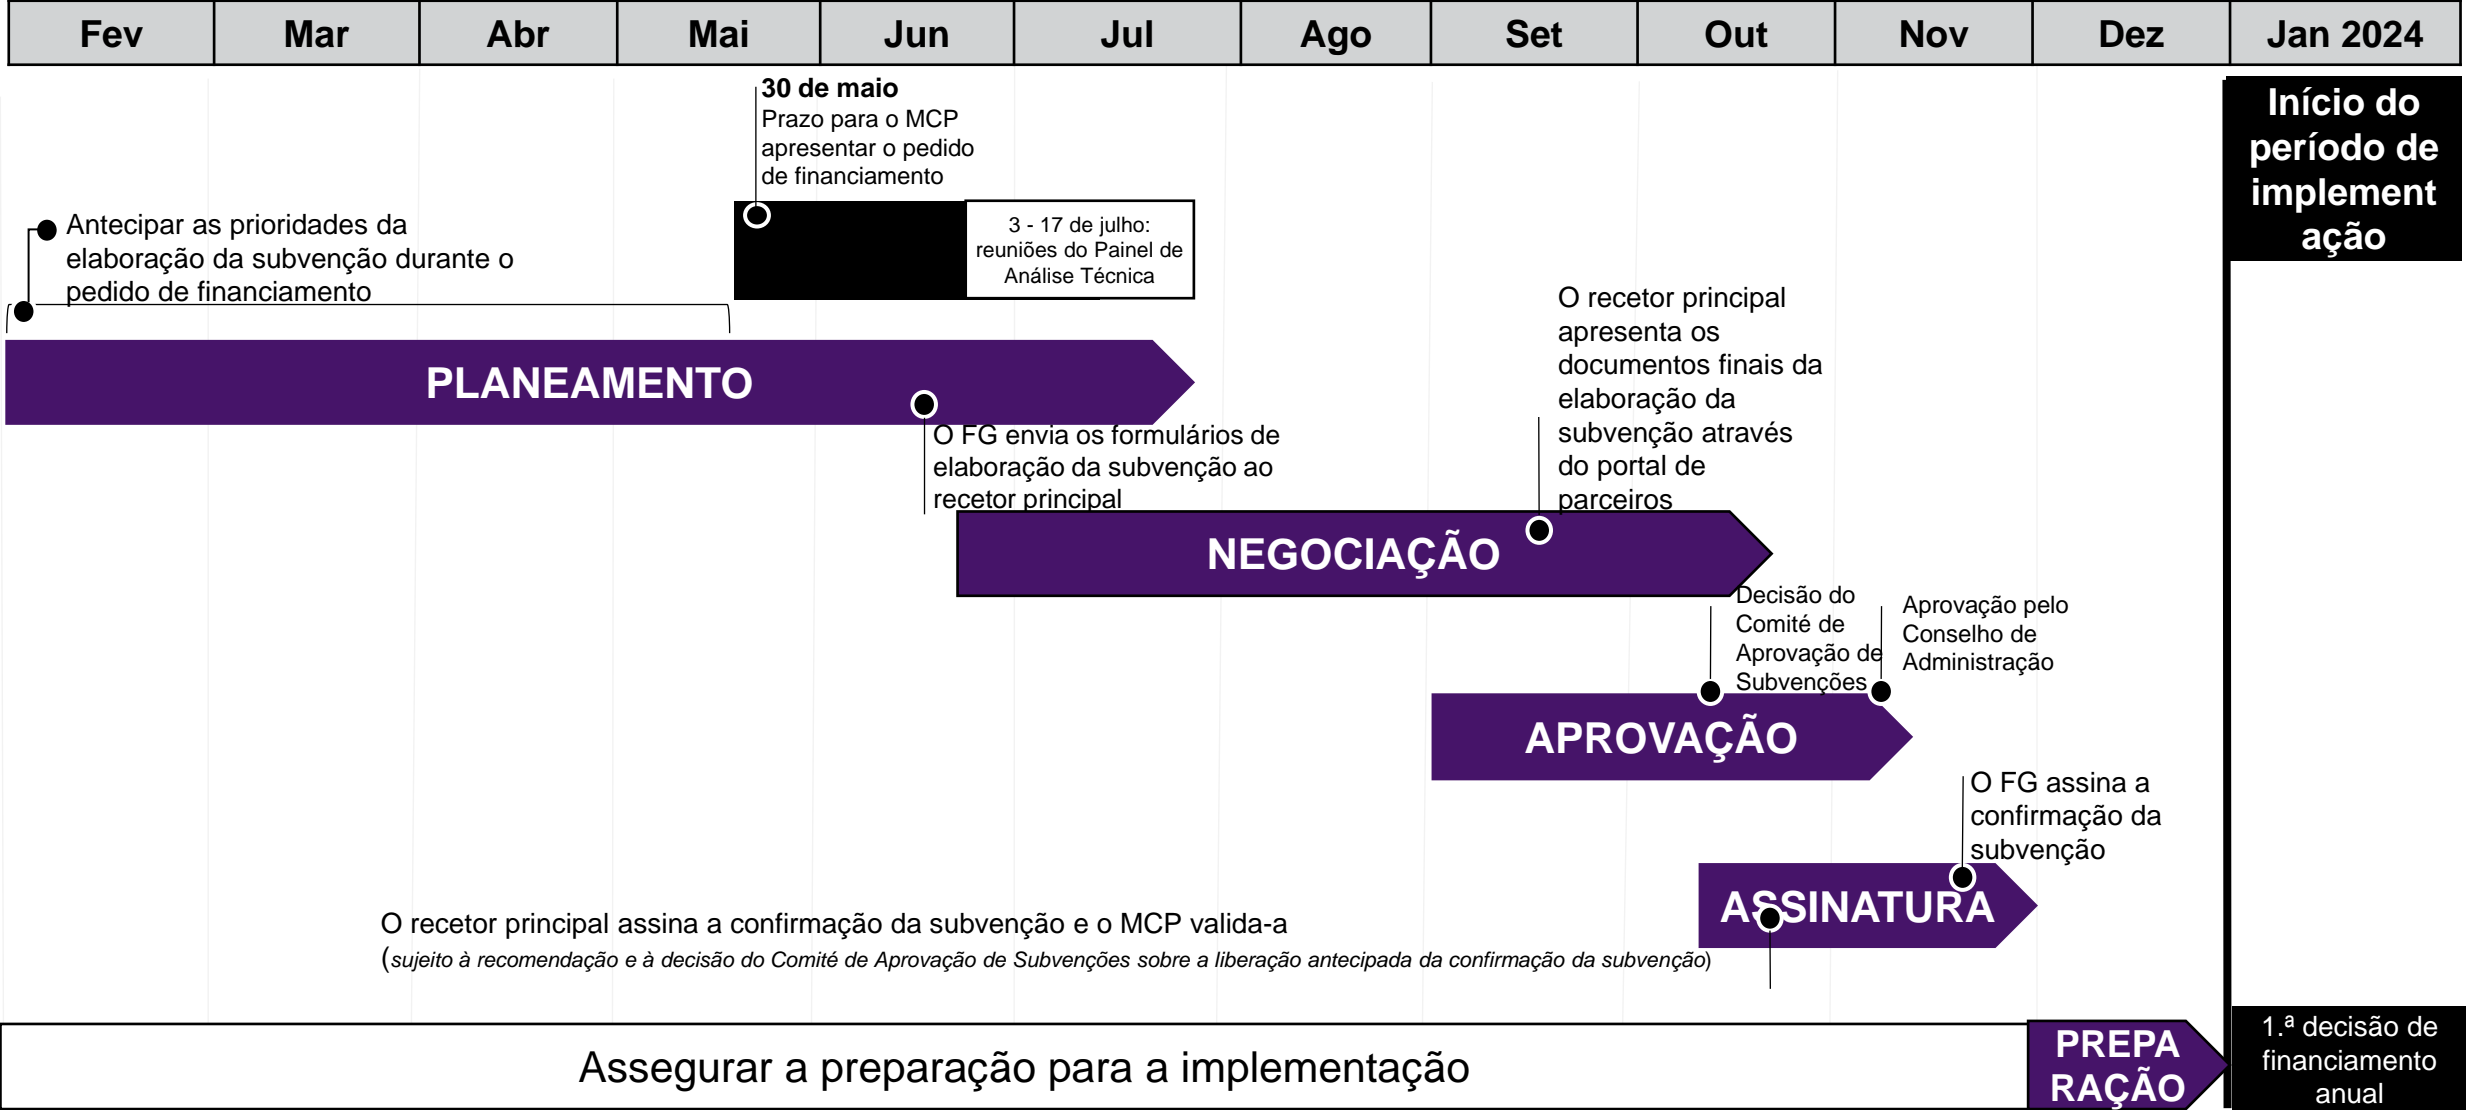 Fev Mar Abr Mai Jun Jul Ago Set Out Nov Dez Jan 2024
30 de maio
Prazo para o MCP
apresentar o pedido
de financiamento
Início do
período de
implement
ação
Antecipar as prioridades da
elaboração da subvenção durante o
pedido de financiamento
3 - 17 de julho:
reuniões do Painel de
Análise Técnica
PLANEAMENTO
O FG envia os formulários de
elaboração da subvenção ao
recetor principal
O recetor principal
apresenta os
documentos finais da
elaboração da
subvenção através
do portal de
parceiros
NEGOCIAÇÃO
Decisão do
Comité de
Aprovação de
Subvenções
Aprovação pelo
Conselho de
Administração
APROVAÇÃO
O FG assina a
confirmação da
subvenção
ASSINATURA
O recetor principal assina a confirmação da subvenção e o MCP valida-a
(sujeito à recomendação e à decisão do Comité de Aprovação de Subvenções sobre a liberação antecipada da confirmação da subvenção)
Assegurar a preparação para a implementação
PREPA
RAÇÃO
1.ª decisão de
financiamento
anual